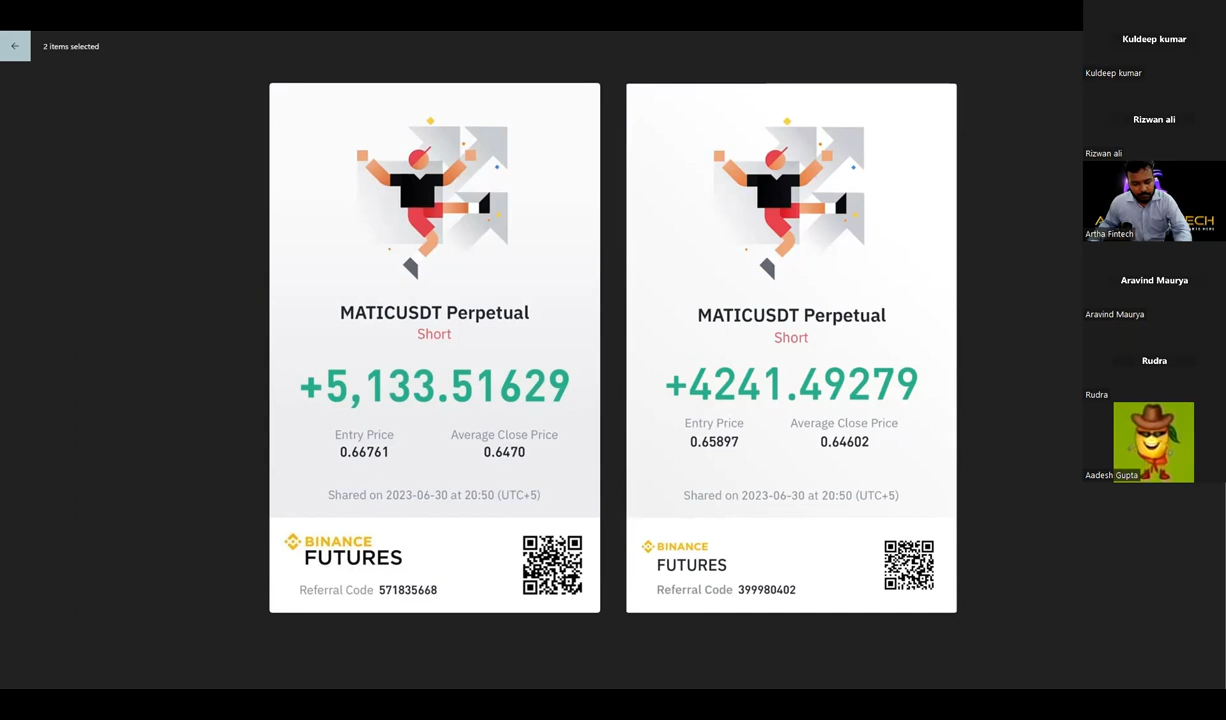 2 items selected
MATICUSDT Perpetual
Short
+5,133.51629
Entry Price
Average Close Price
0.66761
0.6470
Shared on 2023-06-30 at 20:50 (UTC+5)
BINANCE
FUTURES
Referral Code 571835668
MATICUSDT Perpetual
Short
+4241.49279
Entry Price
Average Close Price
0.65897
0.64602
Shared on 2023-06-30 at 20:50 (UTC+5)
BINANCE
FUTURES
Referral Code 399980402
Kuldeep kumar
Kuldeep kumar
Rizwan ali
Rizwan ali
ECH
Artha Fintech
Aravind Maurya
Aravind Maurya
Rudra
Rudra
Aadesh Gupta